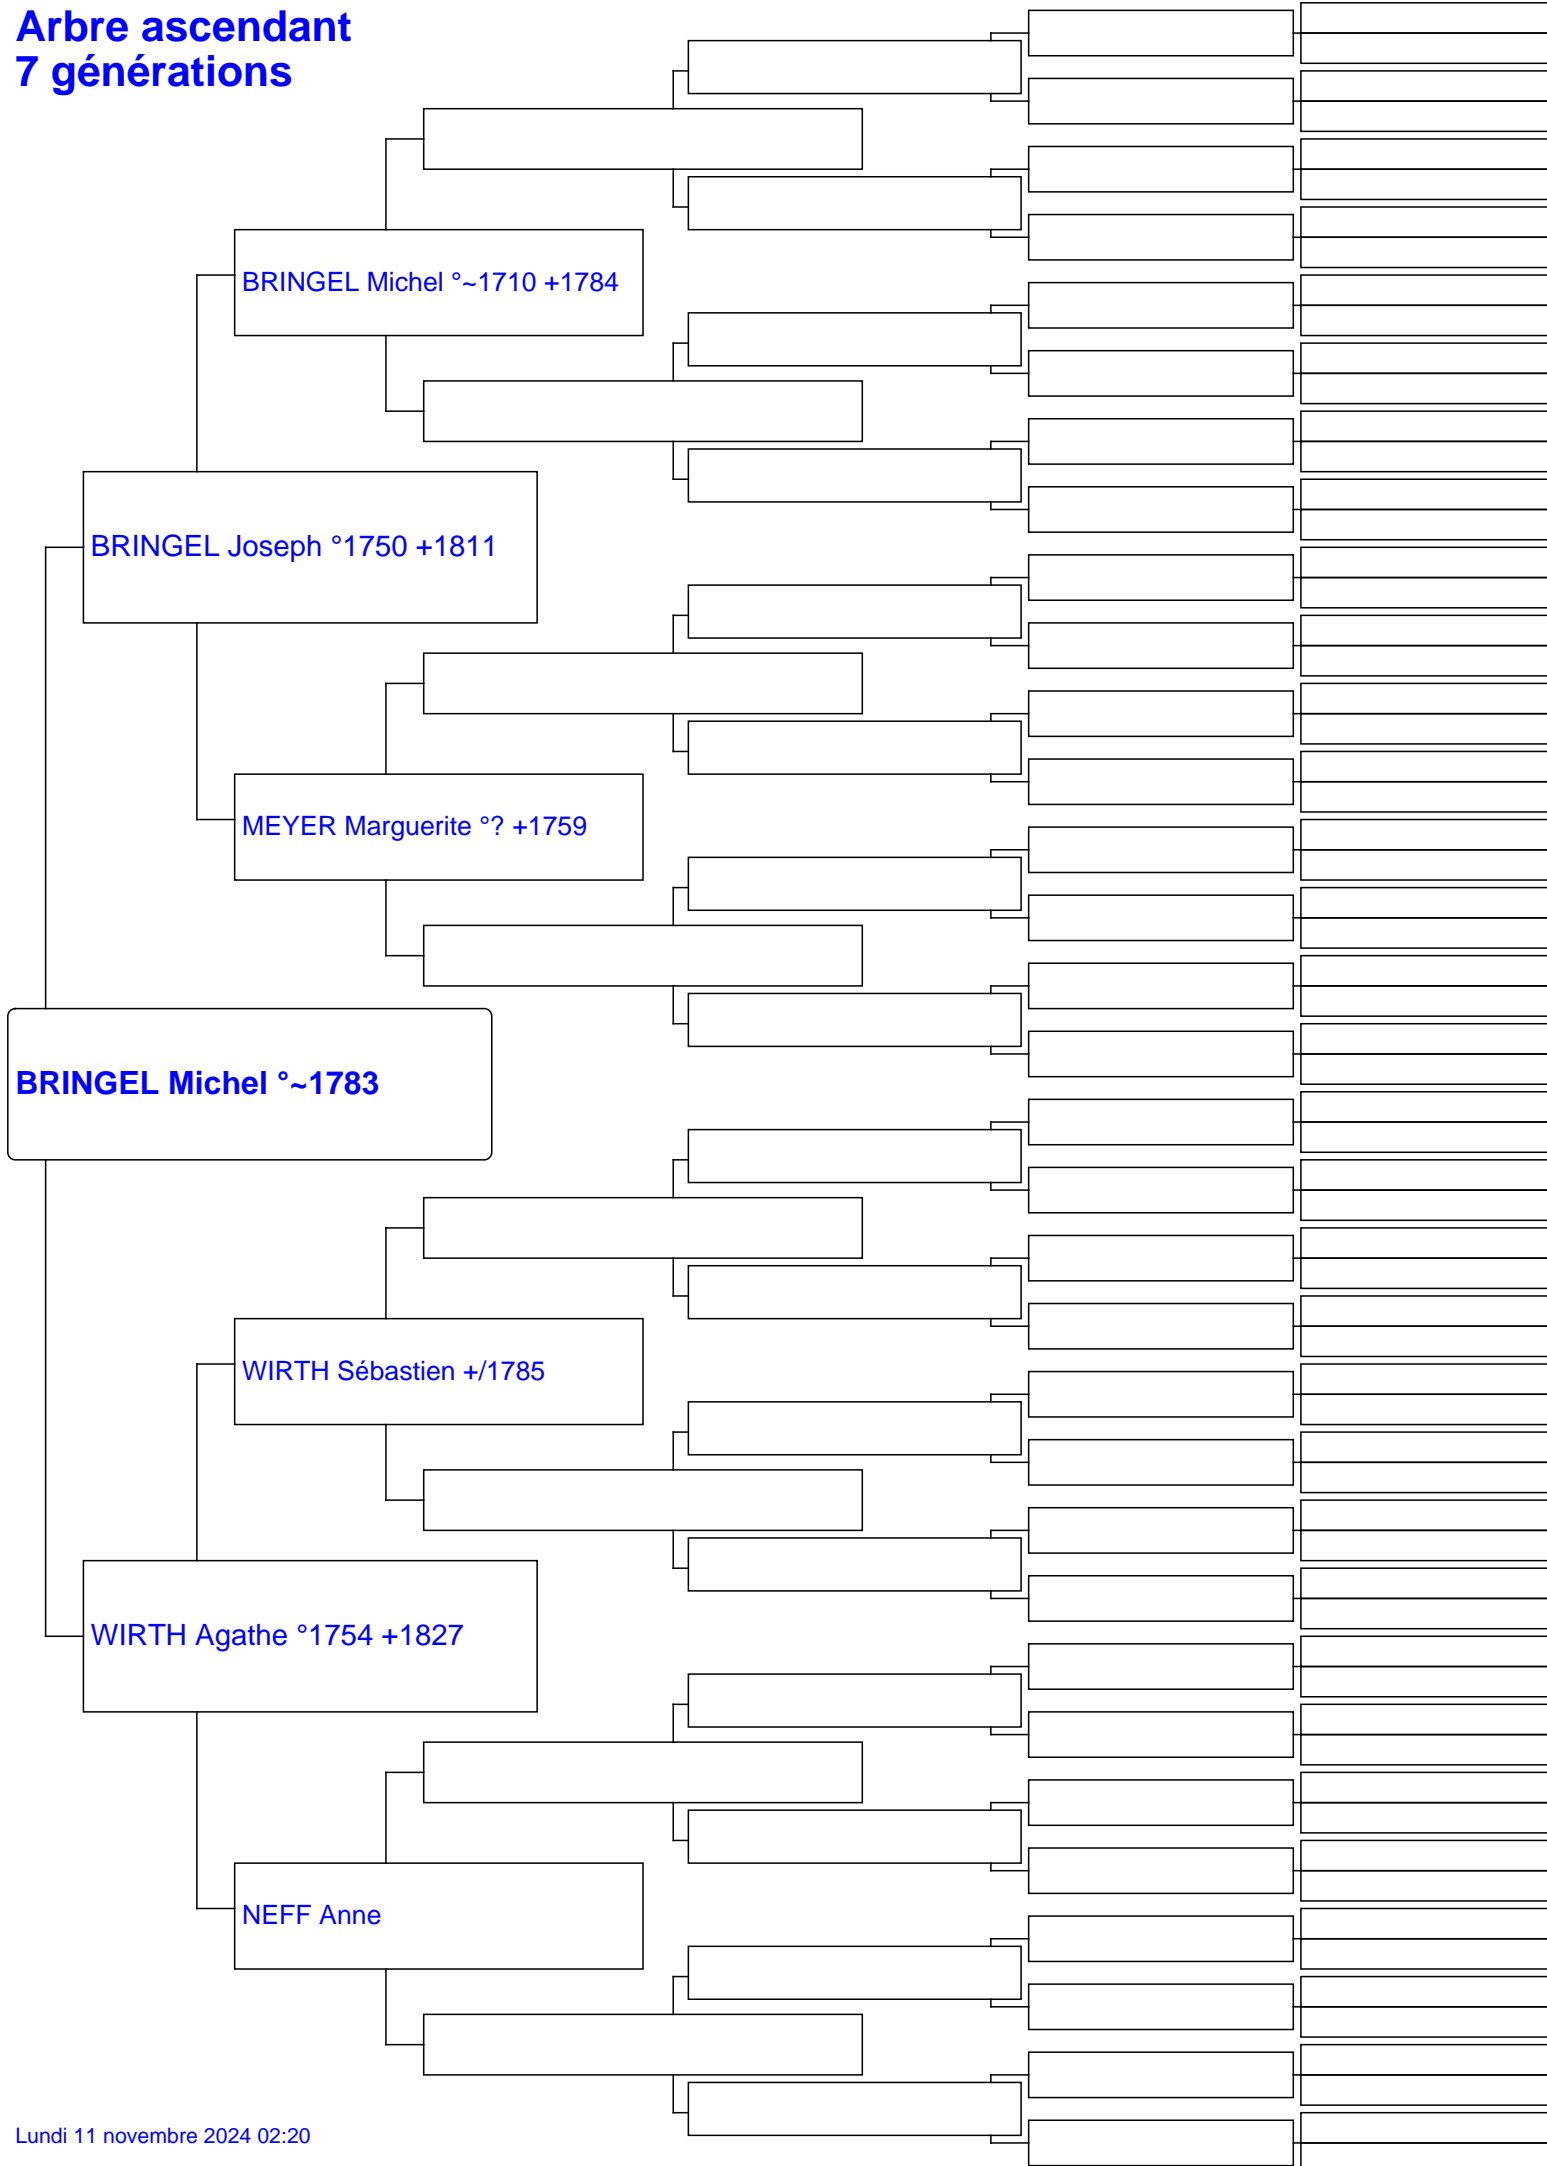 Arbre ascendant
7 générations
BRINGEL Michel °~1710 +1784
BRINGEL Joseph °1750 +1811
MEYER Marguerite °? +1759
BRINGEL Michel °~1783
WIRTH Sébastien +/1785
WIRTH Agathe °1754 +1827
NEFF Anne
Lundi 11 novembre 2024 02:20